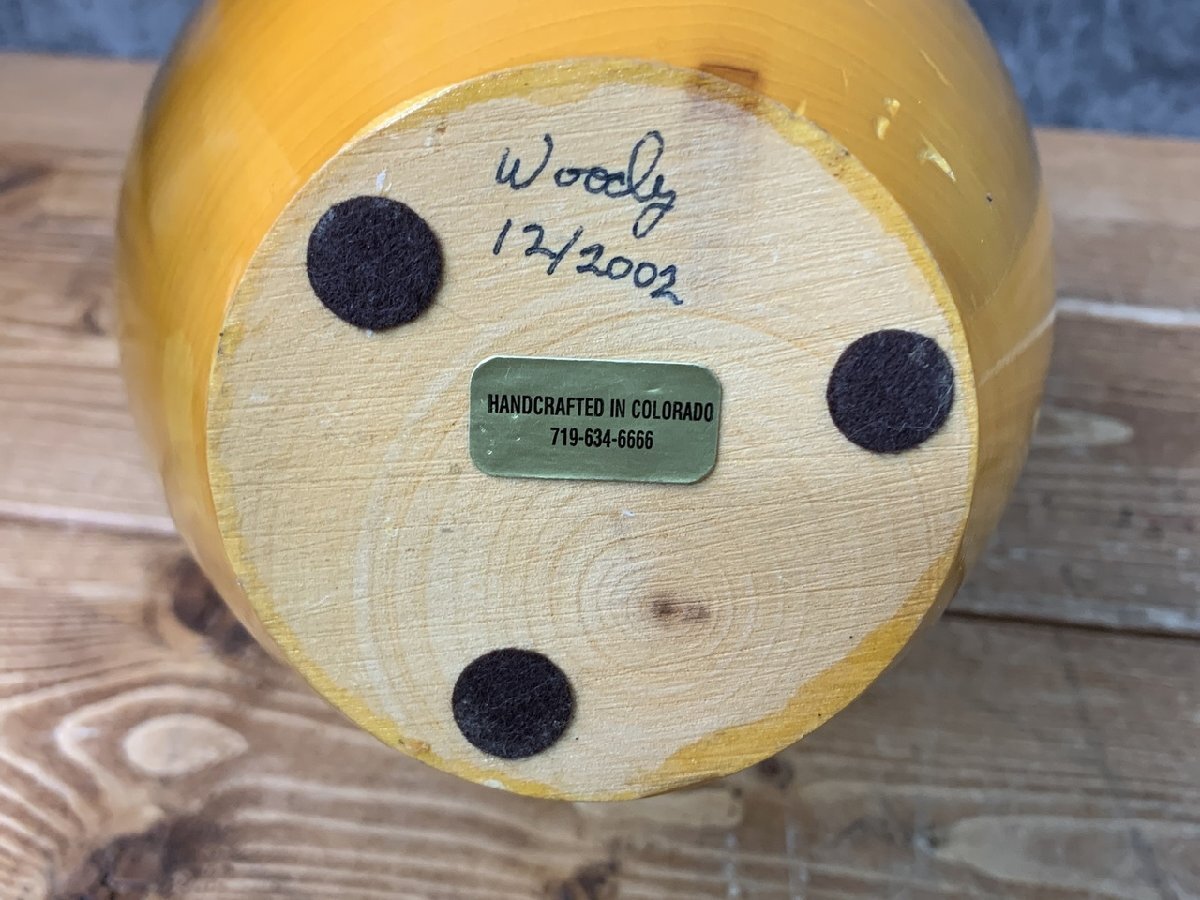 Woody
12/2002
HANDCRAFTED IN COLORADO
719-634-6666